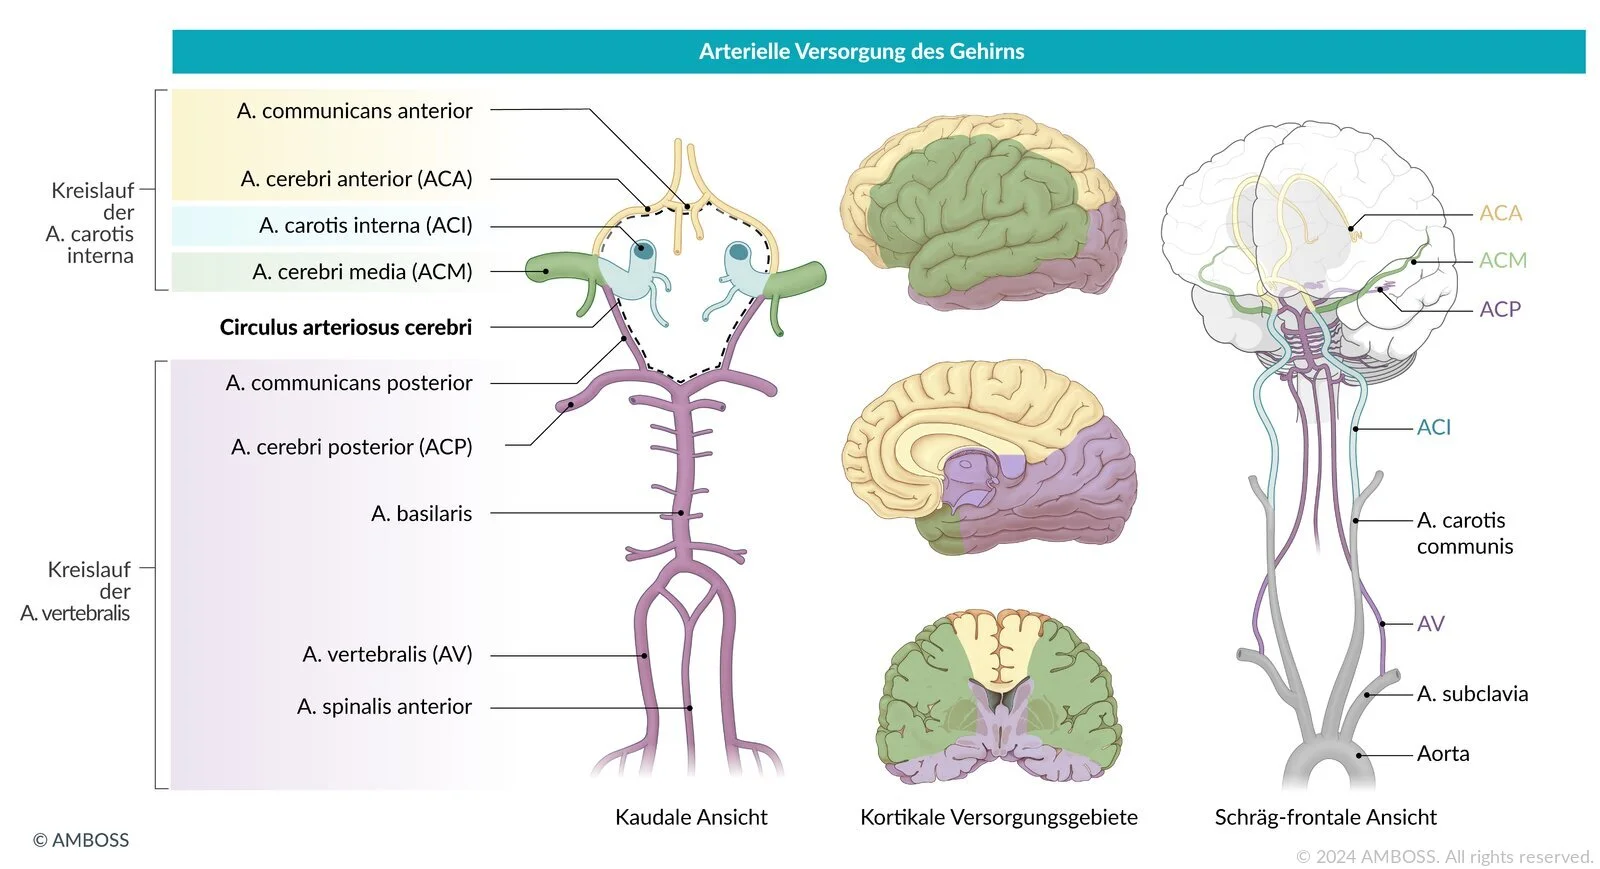 Arterielle Versorgung des Gehirns
Kreislauf
der
A. carotis
interna
A. communicans anterior
A. cerebri anterior (ACA)
A. carotis interna (ACI)
A. cerebri media (ACM)
Circulus arteriosus cerebri
Kreislauf
der
A. vertebralis
A. communicans posterior
A. cerebri posterior (ACP)
A. basilaris
A. vertebralis (AV)
A. spinalis anterior
Kaudale Ansicht
Kortikale Versorgungsgebiete
ACA
ACM
ACP
ACI
A. carotis
communis
AV
A. subclavia
Aorta
Schräg-frontale Ansicht
© AMBOSS
© 2024 AMBOSS. All rights reserved.